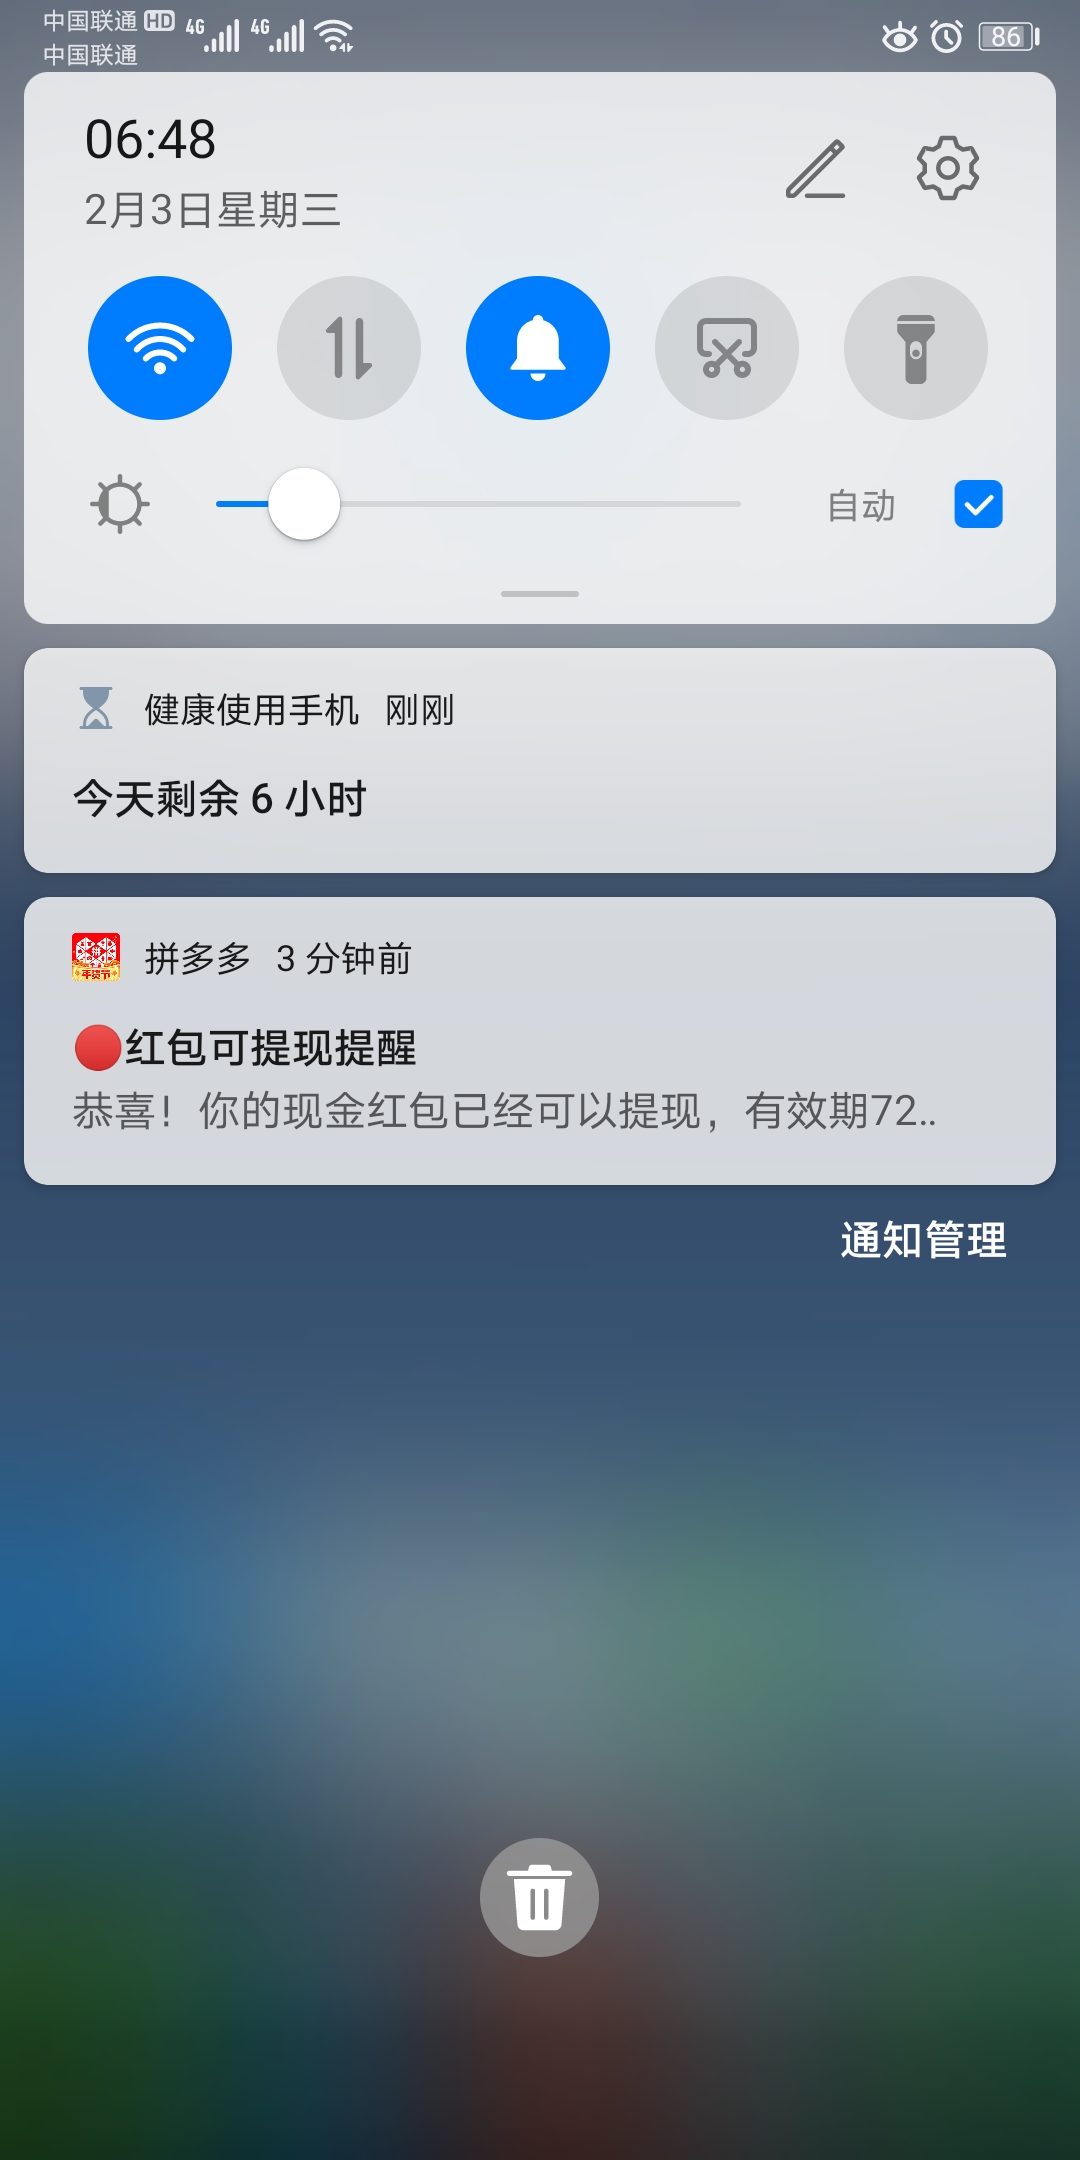 中国联通 HD 4G 4G
中国联通
86
06:48
2月3日星期三
自动
健康使用手机 刚刚
今天剩余 6 小时
拼多多 3 分钟前
年货节
红包可提现提醒
恭喜！你的现金红包已经可以提现，有效期72..
通知管理